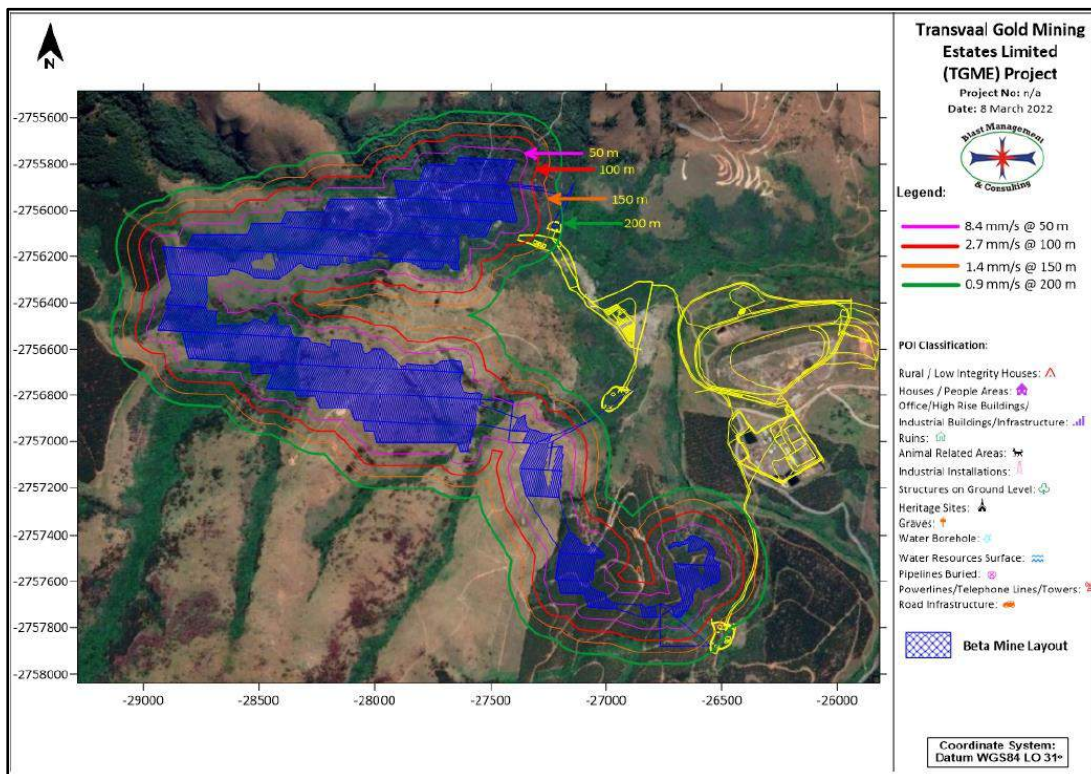 Transvaal Gold Mining
Estates Limited
(TGME) Project
Project No: n/a
Date: 8 March 2022
Blast Management
& Consulting
Legend:
8.4 mm/s @ 50 m
2.7 mm/s @ 100 m
1.4 mm/s @ 150 m
0.9 mm/s @ 200 m
POI Classification:
Rural / Low Integrity Houses:
Houses / People Areas:
Office/High Rise Buildings/
Industrial Buildings/Infrastructure:
Ruins:
Animal Related Areas:
Industrial Installations:
Structures on Ground Level:
Heritage Sites:
Graves:
Water Borehole:
Water Resources Surface:
Pipelines Buried:
Powerlines/Telephone Lines/Towers:
Road Infrastructure:
Beta Mine Layout
Coordinate System:
Datum WGS84 LO 31°
N
50 m
100 m
150 m
200 m
-2755600
-2755800
-2756000
-2756200
-2756400
-2756600
-2756800
-2757000
-2757200
-2757400
-2757600
-2757800
-2758000
-29000
-28500
-28000
-27500
-27000
-26500
-26000